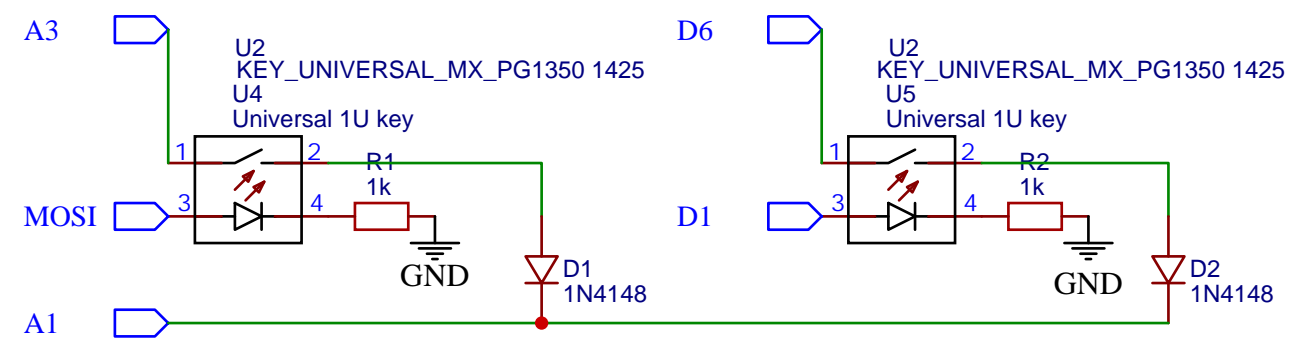 A3
U2
KEY_UNIVERSAL_MX_PG1350 1425
U4
Universal 1U key
1
2
R1
1k
MOSI
3
4
GND
D1
1N4148
A1
D6
U2
KEY_UNIVERSAL_MX_PG1350 1425
U5
Universal 1U key
1
2
R2
1k
D1
3
4
GND
D2
1N4148